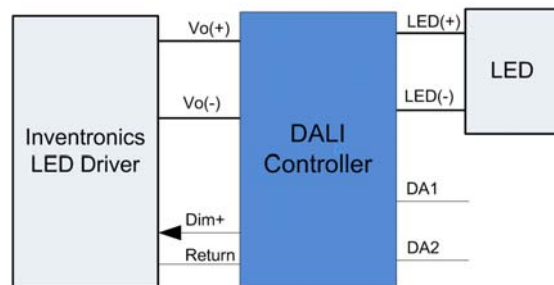 Vo(+)
LED(+)
LED
Vo(-)
LED(-)
Inventronics
LED Driver
DALI
Controller
DA1
Dim+
Return
DA2